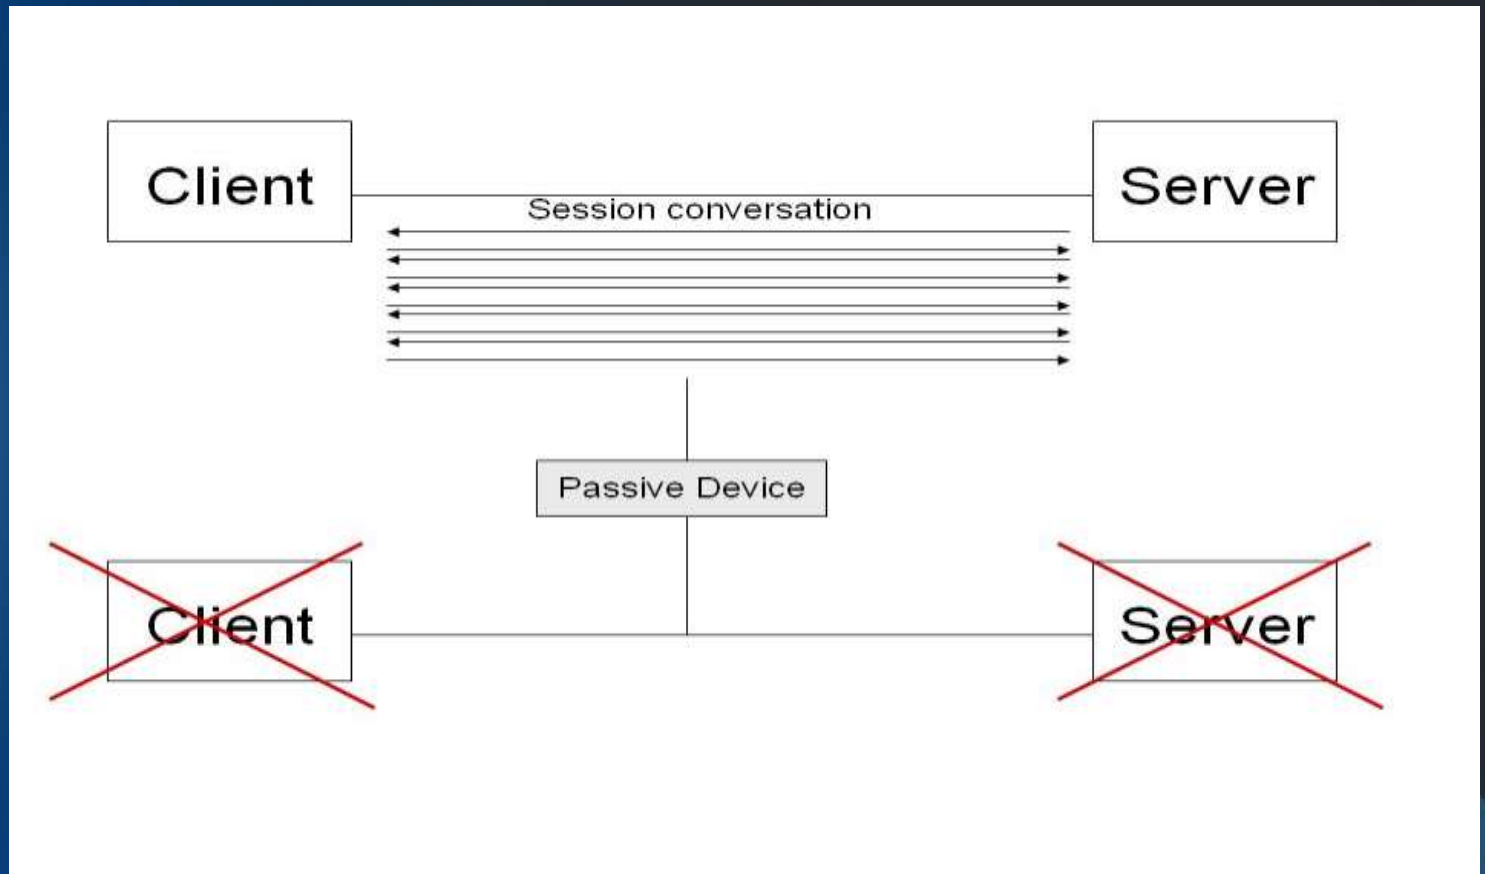 Client
Server
Session conversation
Passive Device
Client
Server